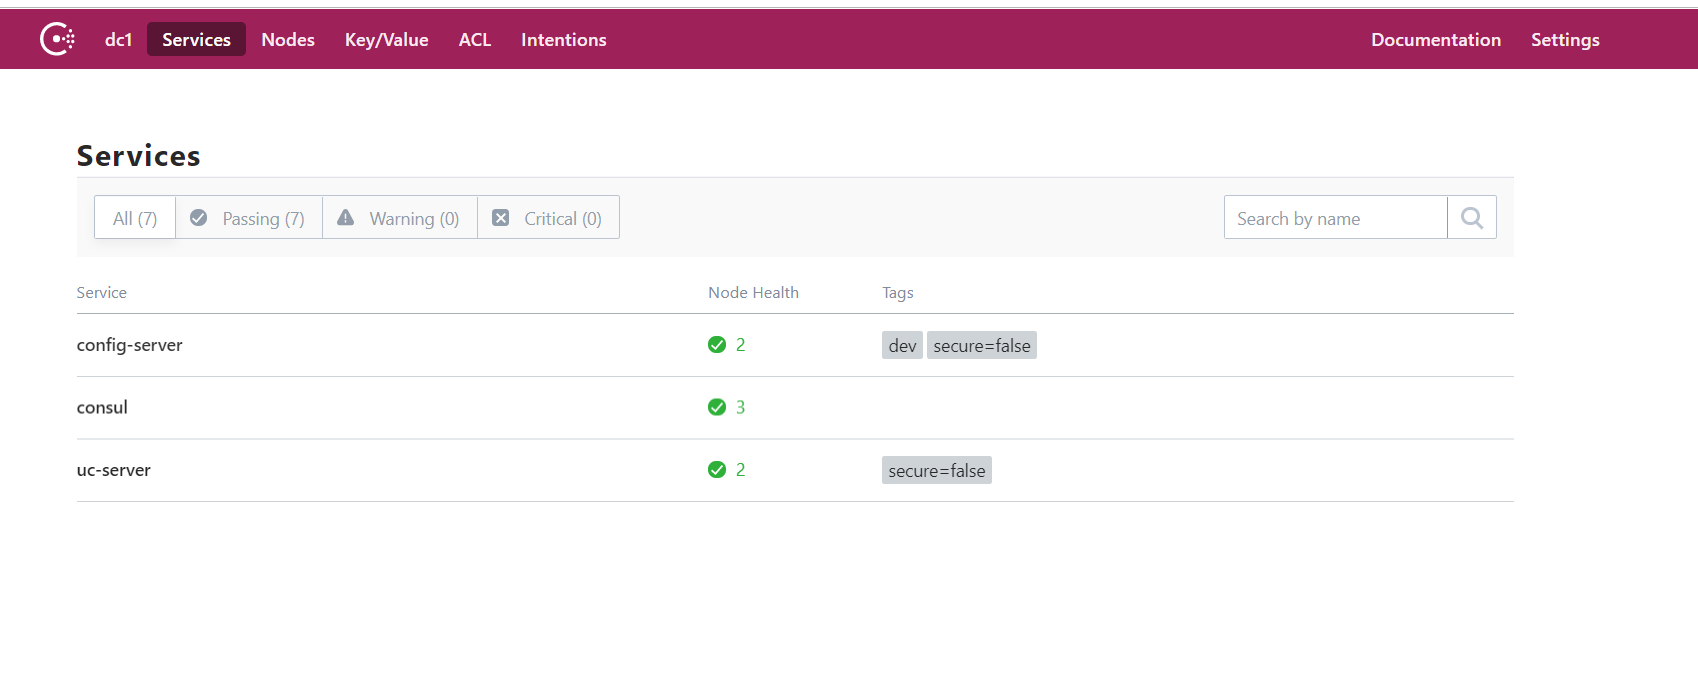 dc1 Services Nodes Key/Value ACL Intentions Documentation Settings
Services
All (7) Passing (7) Warning (0) Critical (0) Search by name
Service Node Health Tags
config-server 2 dev secure=false
consul 3
uc-server 2 secure=false